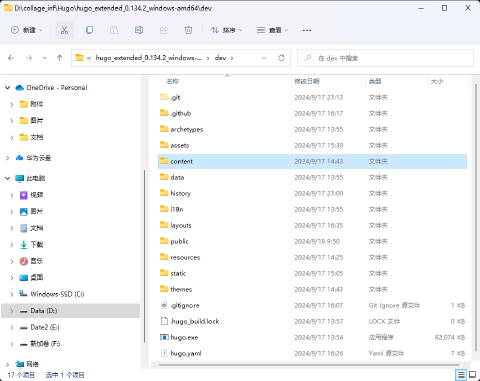 D:\collage_inf\Hugo\hugo_extended_0.134.2_windows-amd64\dev
新建 排序 查看 ···
« hugo_extended_0.134.2_windows-... › dev › 在 dev 中搜索
名称 修改日期 类型 大小
OneDrive - Personal
附件
图片
文档
华为云盘
此电脑
视频
图片
文档
下载
音乐
桌面
Windows-SSD (C:)
Data (D:)
Date2 (E:)
新加卷 (F:)
网络
.git 2024/9/17 21:13 文件夹
.github 2024/9/17 16:17 文件夹
archetypes 2024/9/17 13:55 文件夹
assets 2024/9/17 15:30 文件夹
content 2024/9/17 14:43 文件夹
data 2024/9/17 13:55 文件夹
history 2024/9/17 21:00 文件夹
i18n 2024/9/17 13:55 文件夹
layouts 2024/9/17 16:35 文件夹
public 2024/9/18 9:50 文件夹
resources 2024/9/17 14:25 文件夹
static 2024/9/17 15:05 文件夹
themes 2024/9/17 14:43 文件夹
.gitignore 2024/9/17 16:07 Git Ignore 源文件 1 KB
.hugo_build.lock 2024/9/17 13:57 LOCK 文件 0 KB
hugo.exe 2024/9/17 13:54 应用程序 82,074 KB
hugo.yaml 2024/9/17 16:26 Yaml 源文件 7 KB
17 个项目 选中 1 个项目